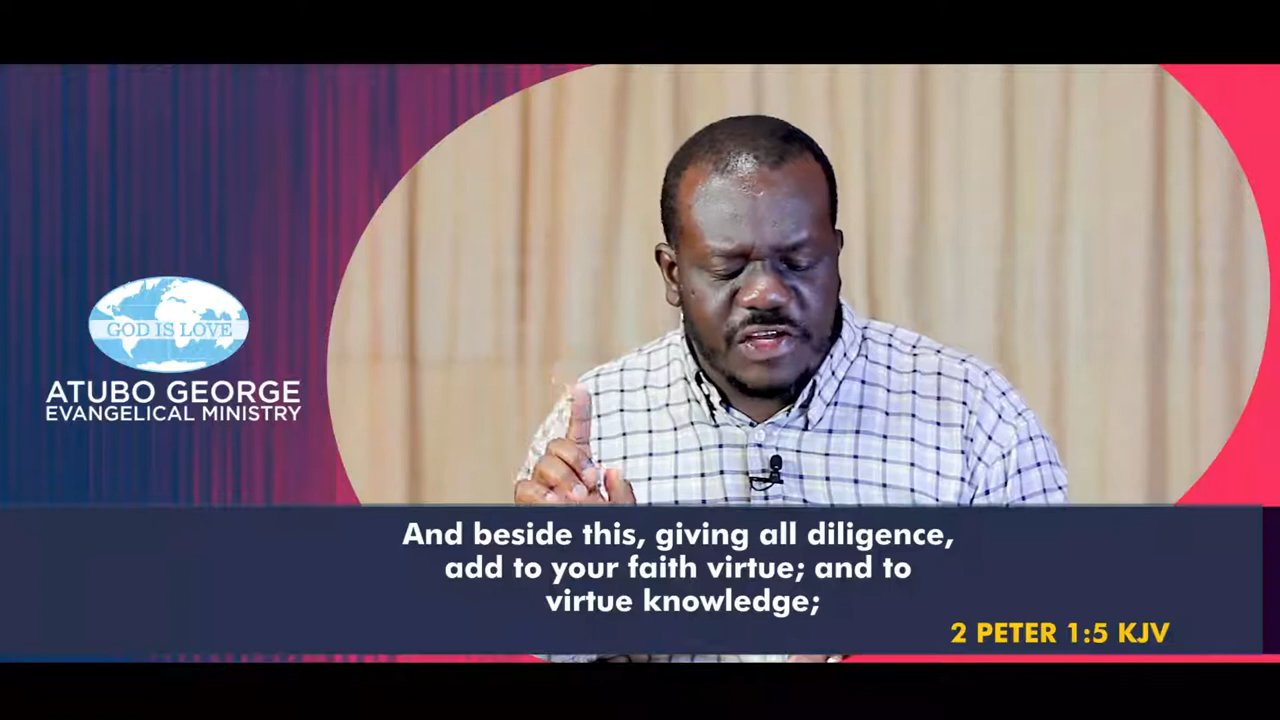 GOD IS LOVE
ATUBO GEORGE
EVANGELICAL MINISTRY
And beside this, giving all diligence,
add to your faith virtue; and to
virtue knowledge;
2 PETER 1:5 KJV